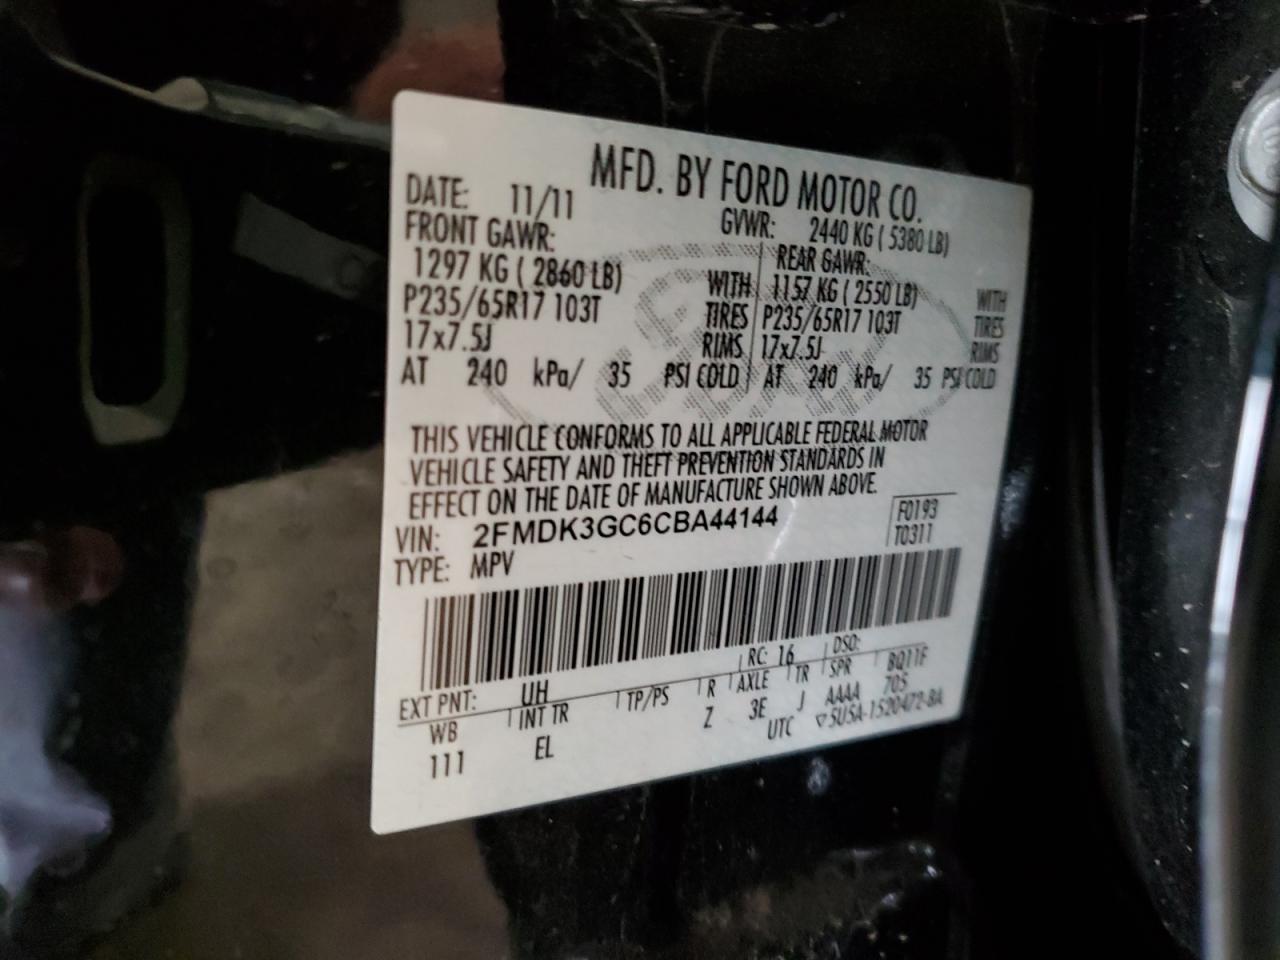 MFD. BY FORD MOTOR CO.
DATE: 11/11 GVWR: 2440 KG ( 5380 LB)
FRONT GAWR: REAR GAWR:
1297 KG ( 2860 LB) WITH 1157 KG ( 2550 LB) WITH
P235/65R17 103T TIRES P235/65R17 103T TIRES
17x7.5J RIMS 17x7.5J RIMS
AT 240 kPa/ 35 PSI COLD AT 240 kPa/ 35 PSI COLD
THIS VEHICLE CONFORMS TO ALL APPLICABLE FEDERAL MOTOR
VEHICLE SAFETY AND THEFT PREVENTION STANDARDS IN
EFFECT ON THE DATE OF MANUFACTURE SHOWN ABOVE.
VIN: 2FMDK3GC6CBA44144 F0193
TYPE: MPV T0311
EXT PNT: UH RC: 16 DSO:
WB INT TR TP/PS R AXLE TR SPR BQ11F
111 EL Z 3E J AAAA 705
UTC ▽5U5A-1520472-BA